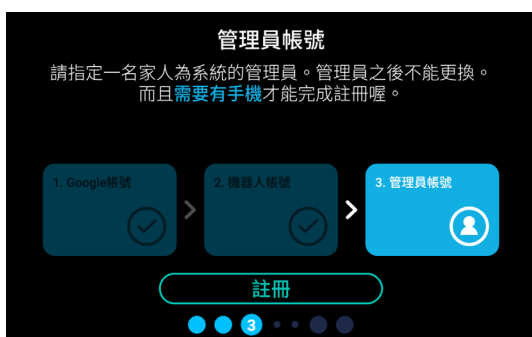 管理員帳號
請指定一名家人為系統的管理員。管理員之後不能更換。
而且需要有手機才能完成註冊喔。
1. Google帳號
2. 機器人帳號
3. 管理員帳號
註冊
3